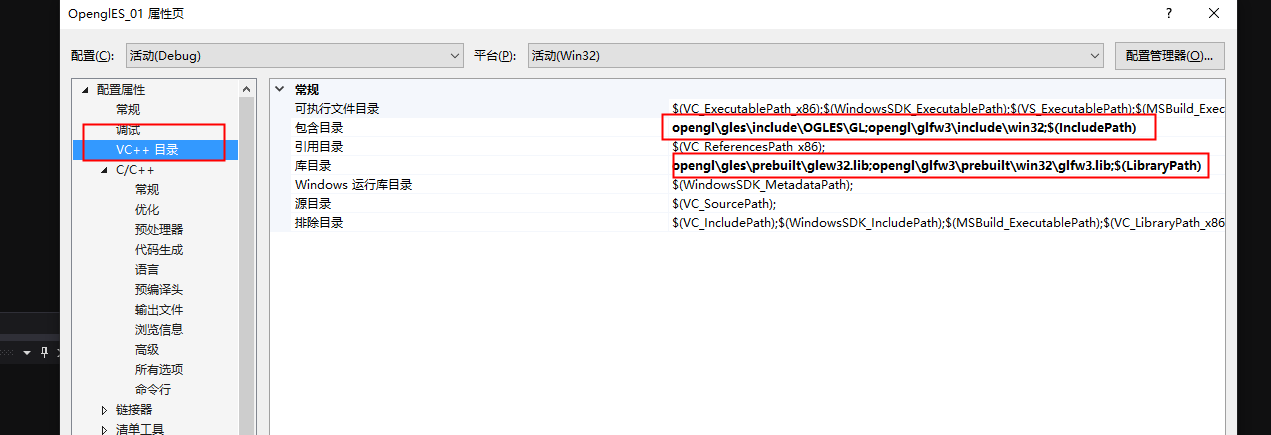 OpenglES_01 属性页
? ×
配置(C): 活动(Debug) 平台(P): 活动(Win32) 配置管理器(O)...
配置属性
常规
调试
VC++ 目录
C/C++
常规
优化
预处理器
代码生成
语言
预编译头
输出文件
浏览信息
高级
所有选项
命令行
链接器
清单工具
常规
可执行文件目录 $(VC_ExecutablePath_x86);$(WindowsSDK_ExecutablePath);$(VS_ExecutablePath);$(MSBuild_Exec
包含目录 opengl\gles\include\OGLES\GL;opengl\glfw3\include\win32;$(IncludePath)
引用目录 $(VC_ReferencesPath_x86);
库目录 opengl\gles\prebuilt\glew32.lib;opengl\glfw3\prebuilt\win32\glfw3.lib;$(LibraryPath)
Windows 运行库目录 $(WindowsSDK_MetadataPath);
源目录 $(VC_SourcePath);
排除目录 $(VC_IncludePath);$(WindowsSDK_IncludePath);$(MSBuild_ExecutablePath);$(VC_LibraryPath_x86